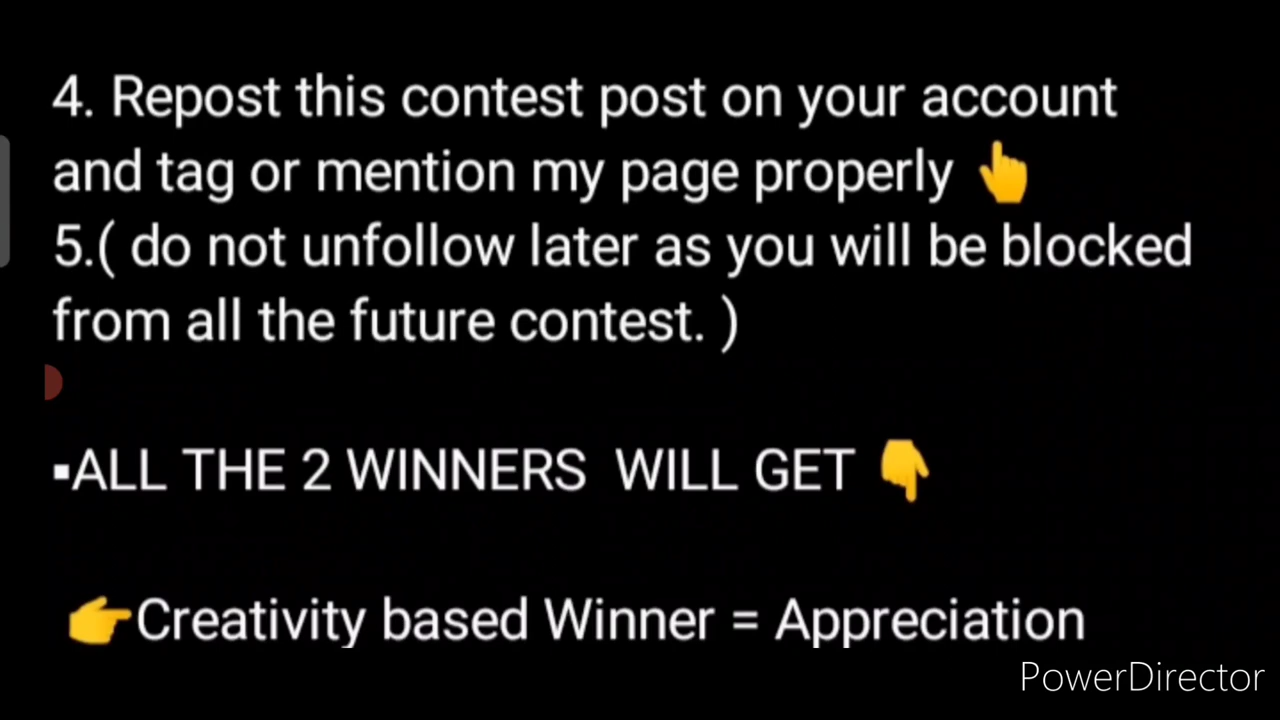 4. Repost this contest post on your account
and tag or mention my page properly 👆
5.( do not unfollow later as you will be blocked
from all the future contest. )
▪ALL THE 2 WINNERS  WILL GET 👇
👉Creativity based Winner = Appreciation
PowerDirector